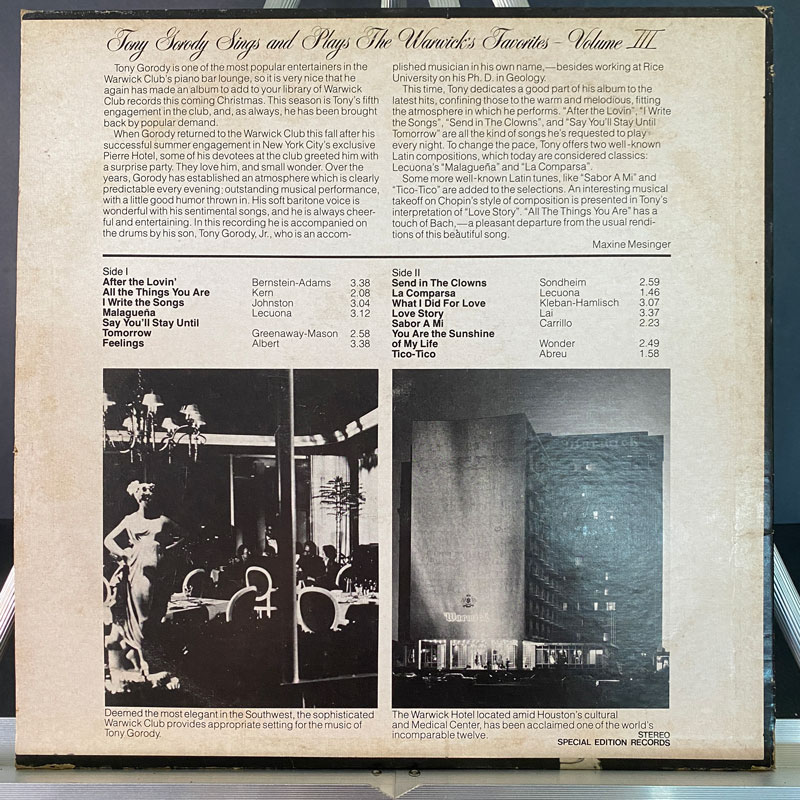 Tony Gorody Sings and Plays The Warwick's Favorites – Volume III
Tony Gorody is one of the most popular entertainers in the
Warwick Club's piano bar lounge, so it is very nice that he
again has made an album to add to your library of Warwick
Club records this coming Christmas. This season is Tony's fifth
engagement in the club, and, as always, he has been brought
back by popular demand.
When Gorody returned to the Warwick Club this fall after his
successful summer engagement in New York City's exclusive
Pierre Hotel, some of his devotees at the club greeted him with
a surprise party. They love him, and small wonder. Over the
years, Gorody has established an atmosphere which is clearly
predictable every evening: outstanding musical performance,
with a little good humor thrown in. His soft baritone voice is
wonderful with his sentimental songs, and he is always cheer-
ful and entertaining. In this recording he is accompanied on
the drums by his son, Tony Gorody, Jr., who is an accom-
plished musician in his own name,—besides working at Rice
University on his Ph. D. in Geology.
This time, Tony dedicates a good part of his album to the
latest hits, confining those to the warm and melodious, fitting
the atmosphere in which he performs. "After the Lovin", "I Write
the Songs", "Send in The Clowns", and "Say You'll Stay Until
Tomorrow" are all the kind of songs he's requested to play
every night. To change the pace, Tony offers two well-known
Latin compositions, which today are considered classics:
Lecuona's "Malagueña" and "La Comparsa".
Some more well-known Latin tunes, like "Sabor A Mi" and
"Tico-Tico" are added to the selections. An interesting musical
takeoff on Chopin's style of composition is presented in Tony's
interpretation of "Love Story". "All The Things You Are" has a
touch of Bach,—a pleasant departure from the usual rendi-
tions of this beautiful song.
Maxine Mesinger
Side I
After the Lovin' Bernstein-Adams 3.38
All the Things You Are Kern 2.08
I Write the Songs Johnston 3.04
Malagueña Lecuona 3.12
Say You'll Stay Until
Tomorrow Greenaway-Mason 2.58
Feelings Albert 3.38
Side II
Send in The Clowns Sondheim 2.59
La Comparsa Lecuona 1.46
What I Did For Love Kleban-Hamlisch 3.07
Love Story Lai 3.37
Sabor A Mi Carrillo 2.23
You Are the Sunshine
of My Life Wonder 2.49
Tico-Tico Abreu 1.58
Warwick
Deemed the most elegant in the Southwest, the sophisticated
Warwick Club provides appropriate setting for the music of
Tony Gorody.
The Warwick Hotel located amid Houston's cultural
and Medical Center, has been acclaimed one of the world's
incomparable twelve.
STEREO
SPECIAL EDITION RECORDS